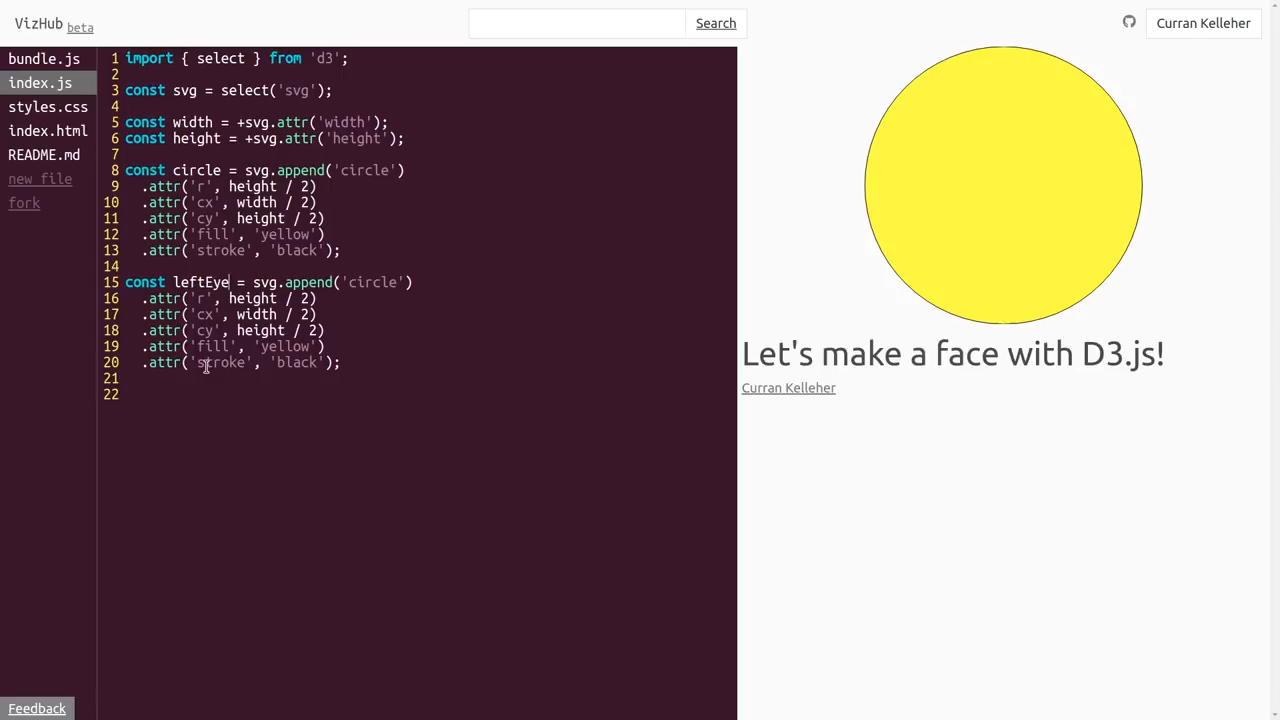 VizHub beta
Search
Curran Kelleher
bundle.js
index.js
styles.css
index.html
README.md
new file
fork
1 import { select } from 'd3';
2
3 const svg = select('svg');
4
5 const width = +svg.attr('width');
6 const height = +svg.attr('height');
7
8 const circle = svg.append('circle')
9   .attr('r', height / 2)
10   .attr('cx', width / 2)
11   .attr('cy', height / 2)
12   .attr('fill', 'yellow')
13   .attr('stroke', 'black');
14
15 const leftEye = svg.append('circle')
16   .attr('r', height / 2)
17   .attr('cx', width / 2)
18   .attr('cy', height / 2)
19   .attr('fill', 'yellow')
20   .attr('stroke', 'black');
21
22
Let's make a face with D3.js!
Curran Kelleher
Feedback